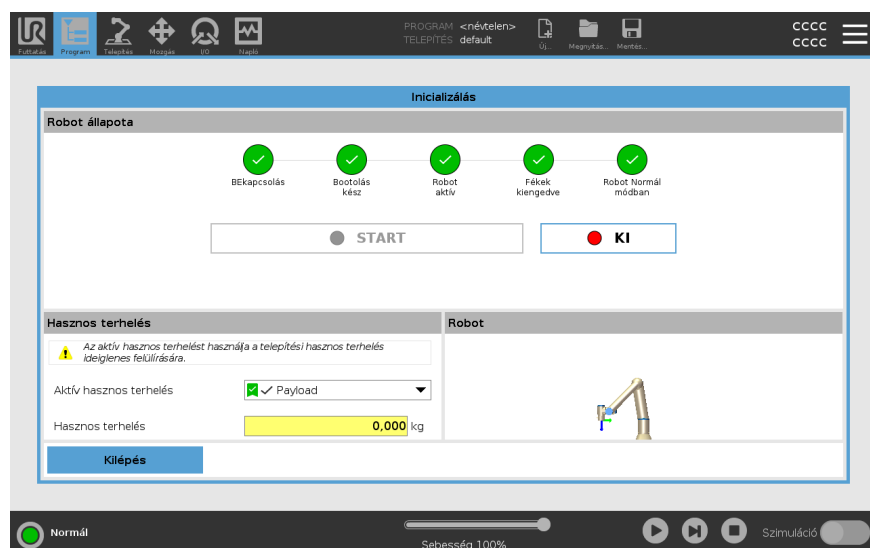 PROGRAM <névtelen>
TELEPÍTÉS default
cccc
cccc
Futtatás Program Telepítés Mozgás I/O Napló Új... Megnyitás... Mentés...
Inicializálás
Robot állapota
BEkapcsolás
Bootolás kész
Robot aktív
Fékek kiengedve
Robot Normál módban
START
KI
Hasznos terhelés
Robot
Az aktív hasznos terhelést használja a telepítési hasznos terhelés
ideiglenes felülírására.
Aktív hasznos terhelés
Payload
Hasznos terhelés
0,000 kg
Kilépés
Normál
Sebesség 100%
Szimuláció